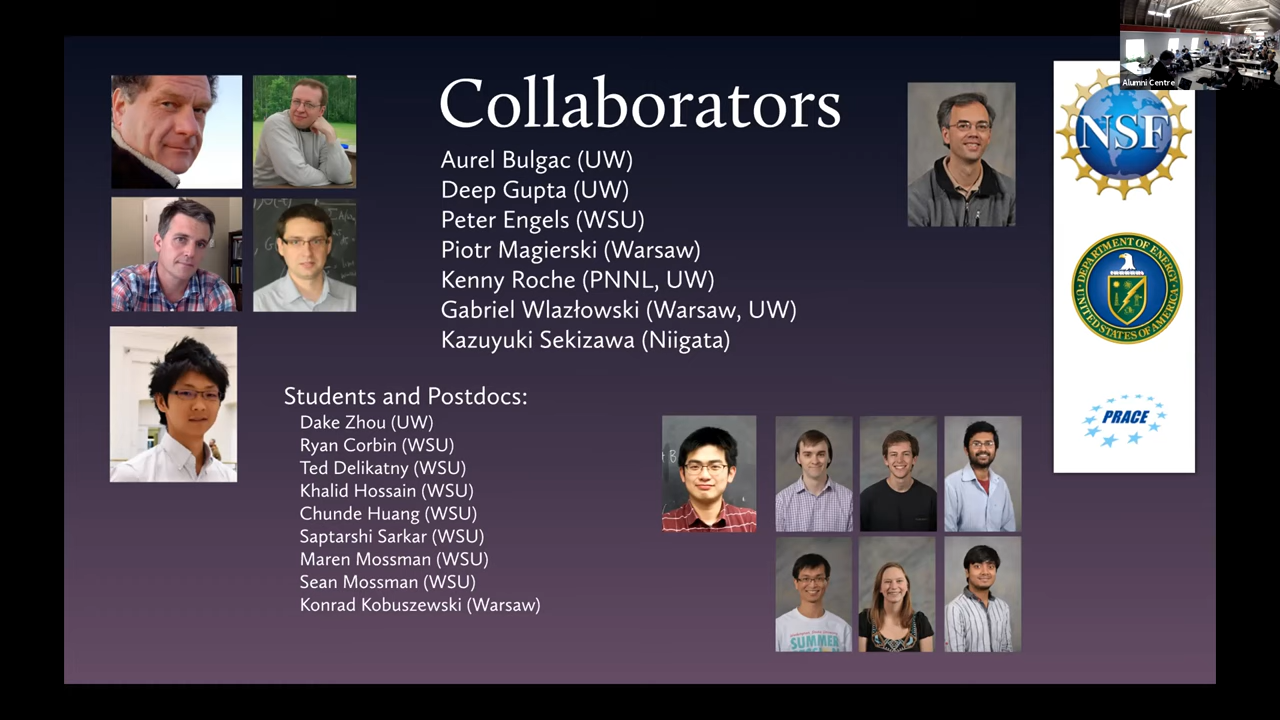 Collaborators
Aurel Bulgac (UW)
Deep Gupta (UW)
Peter Engels (WSU)
Piotr Magierski (Warsaw)
Kenny Roche (PNNL, UW)
Gabriel Wlazłowski (Warsaw, UW)
Kazuyuki Sekizawa (Niigata)
Students and Postdocs:
Dake Zhou (UW)
Ryan Corbin (WSU)
Ted Delikatny (WSU)
Khalid Hossain (WSU)
Chunde Huang (WSU)
Saptarshi Sarkar (WSU)
Maren Mossman (WSU)
Sean Mossman (WSU)
Konrad Kobuszewski (Warsaw)
Alumni Centre
NSF
DEPARTMENT OF ENERGY
UNITED STATES OF AMERICA
PRACE
SUMMER